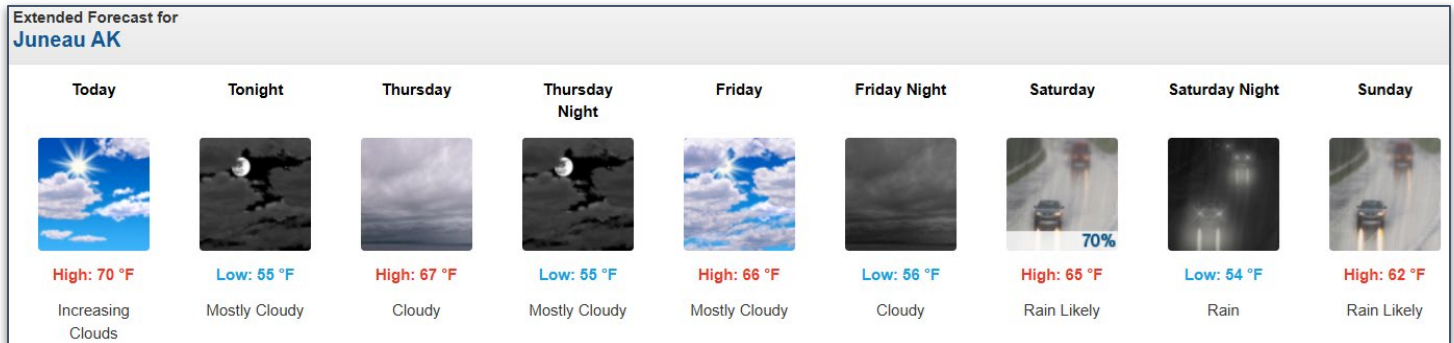 Extended Forecast for
Juneau AK
Today
Tonight
Thursday
Thursday
Night
Friday
Friday Night
Saturday
Saturday Night
Sunday
70%
High: 70 °F
Low: 55 °F
High: 67 °F
Low: 55 °F
High: 66 °F
Low: 56 °F
High: 65 °F
Low: 54 °F
High: 62 °F
Increasing
Clouds
Mostly Cloudy
Cloudy
Mostly Cloudy
Mostly Cloudy
Cloudy
Rain Likely
Rain
Rain Likely